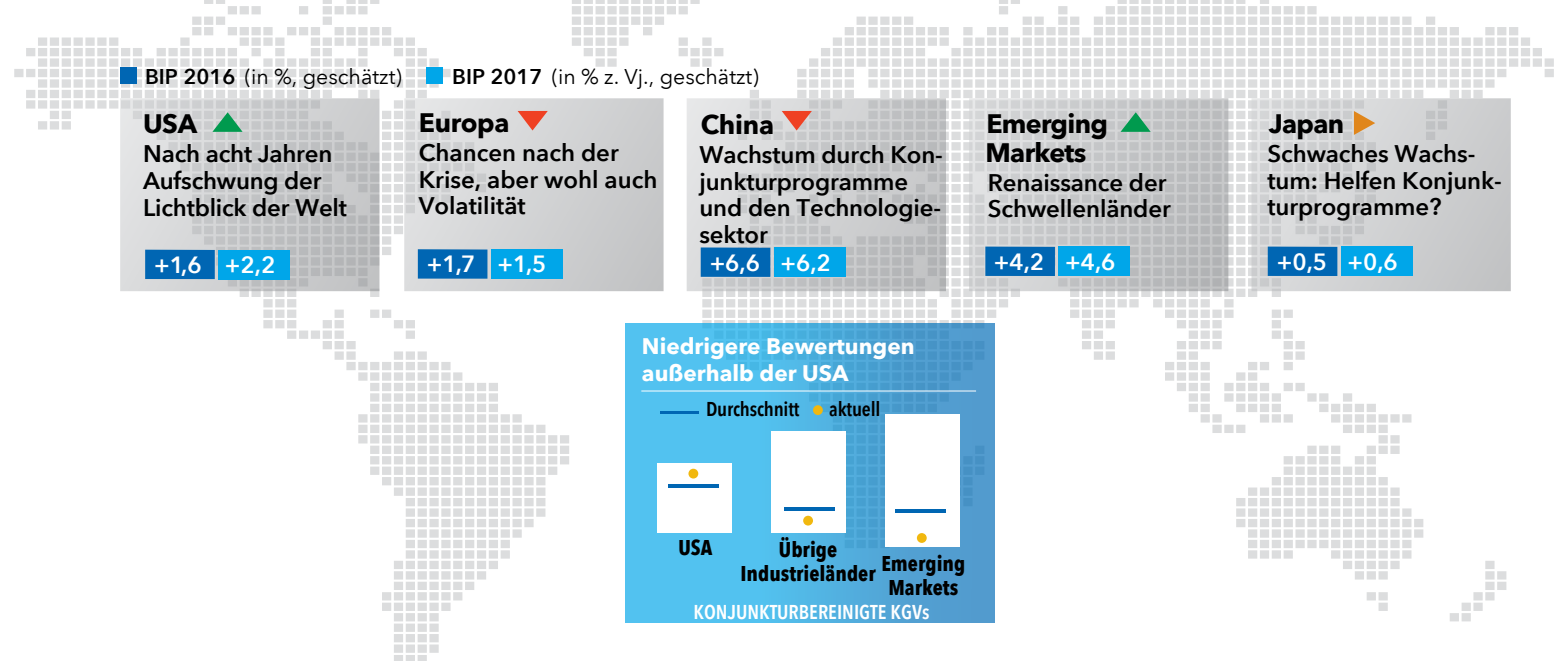 BIP 2016 (in %, geschätzt) BIP 2017 (in % z. Vj., geschätzt)
USA
Nach acht Jahren
Aufschwung der
Lichtblick der Welt
+1,6 +2,2
Europa
Chancen nach der
Krise, aber wohl auch
Volatilität
+1,7 +1,5
China
Wachstum durch Kon-
junkturprogramme
und den Technologie-
sektor
+6,6 +6,2
Emerging
Markets
Renaissance der
Schwellenländer
+4,2 +4,6
Japan
Schwaches Wachs-
tum: Helfen Konjunk-
turprogramme?
+0,5 +0,6
Niedrigere Bewertungen
außerhalb der USA
Durchschnitt aktuell
USA
Übrige
Industrieländer
Emerging
Markets
KONJUNKTURBEREINIGTE KGVs